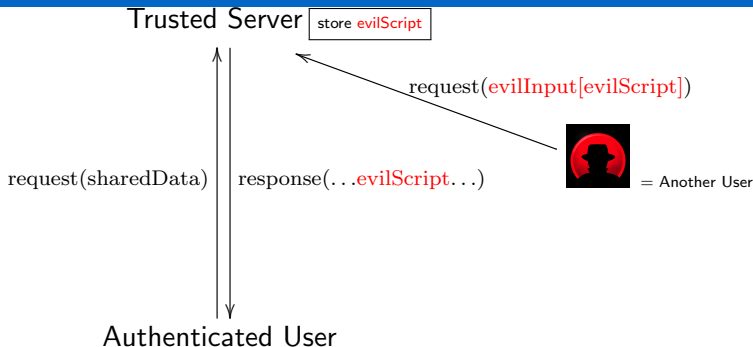 Trusted Server
store evilScript
request(evilInput[evilScript])
request(sharedData)
response(...evilScript...)
= Another User
Authenticated User